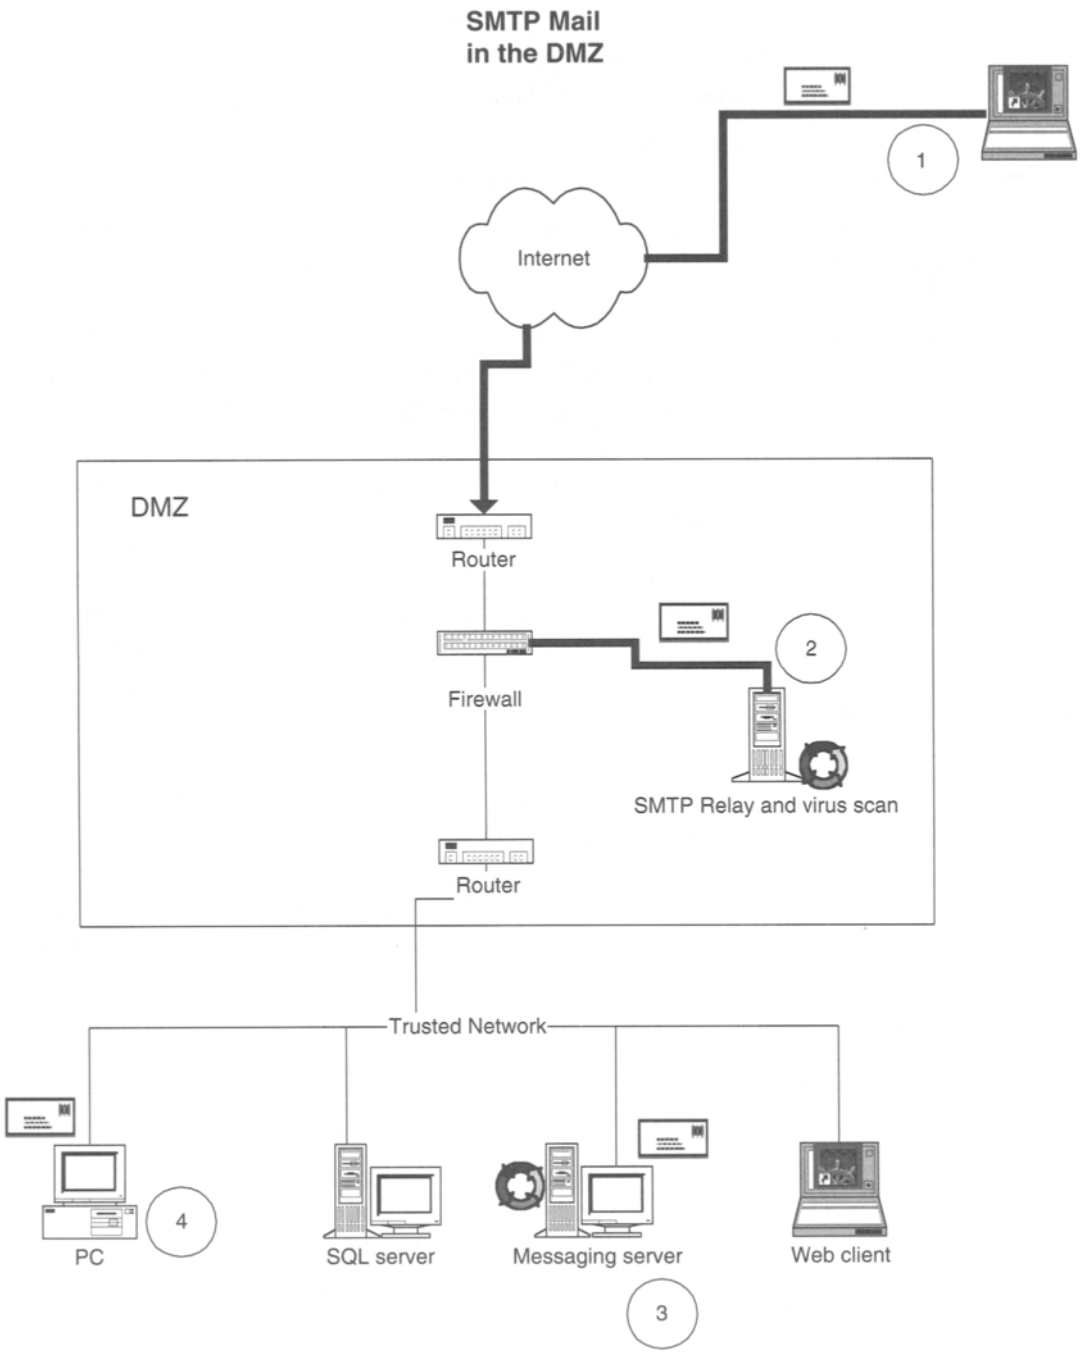 SMTP Mail
in the DMZ
1
Internet
DMZ
Router
2
Firewall
SMTP Relay and virus scan
Router
Trusted Network
4
PC
SQL server
Messaging server
Web client
3